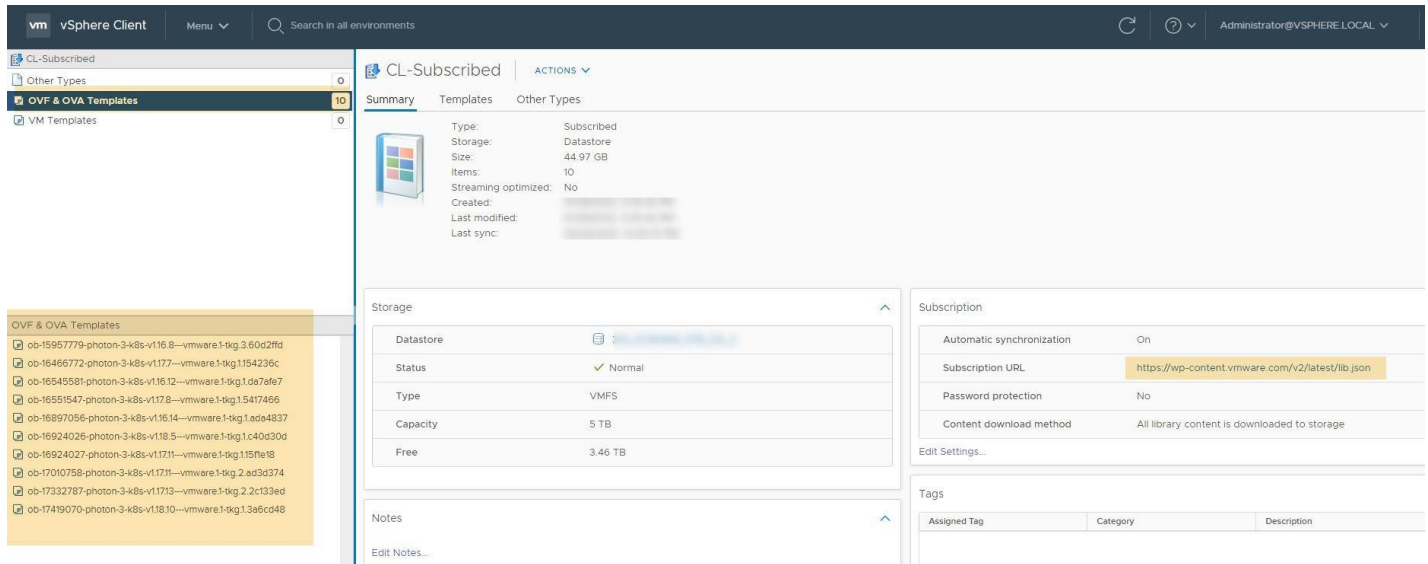 vm vSphere Client Menu Search in all environments Administrator@VSPHERE.LOCAL
CL-Subscribed
Other Types 0
OVF & OVA Templates 10
VM Templates 0
CL-Subscribed ACTIONS
Summary Templates Other Types
Type: Subscribed
Storage: Datastore
Size: 44.97 GB
Items: 10
Streaming optimized: No
Created:
Last modified:
Last sync:
OVF & OVA Templates
ob-15957779-photon-3-k8s-v1.16.8---vmware.1-tkg.3.60d2ffd
ob-16466772-photon-3-k8s-v1.17.7---vmware.1-tkg.1.154236c
ob-16545581-photon-3-k8s-v1.16.12---vmware.1-tkg.1.da7afe7
ob-16551547-photon-3-k8s-v1.17.8---vmware.1-tkg.1.5417466
ob-16897056-photon-3-k8s-v1.16.14---vmware.1-tkg.1.ada4837
ob-16924026-photon-3-k8s-v1.18.5---vmware.1-tkg.1.c40d30d
ob-16924027-photon-3-k8s-v1.17.11---vmware.1-tkg.1.15f1e18
ob-17010758-photon-3-k8s-v1.17.11---vmware.1-tkg.2.ad3d374
ob-17332787-photon-3-k8s-v1.17.13---vmware.1-tkg.2.2c133ed
ob-17419070-photon-3-k8s-v1.18.10---vmware.1-tkg.1.3a6cd48
Storage
Datastore
Status Normal
Type VMFS
Capacity 5 TB
Free 3.46 TB
Notes
Edit Notes...
Subscription
Automatic synchronization On
Subscription URL https://wp-content.vmware.com/v2/latest/lib.json
Password protection No
Content download method All library content is downloaded to storage
Edit Settings...
Tags
Assigned Tag Category Description